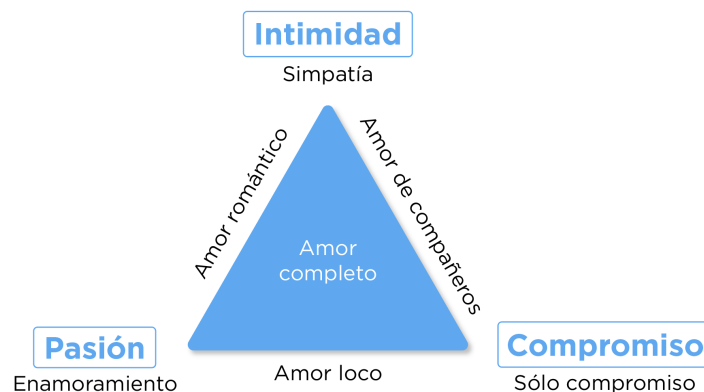 Intimidad
Simpatía
Amor romántico
Amor de compañeros
Amor
completo
Pasión
Enamoramiento
Amor loco
Compromiso
Sólo compromiso